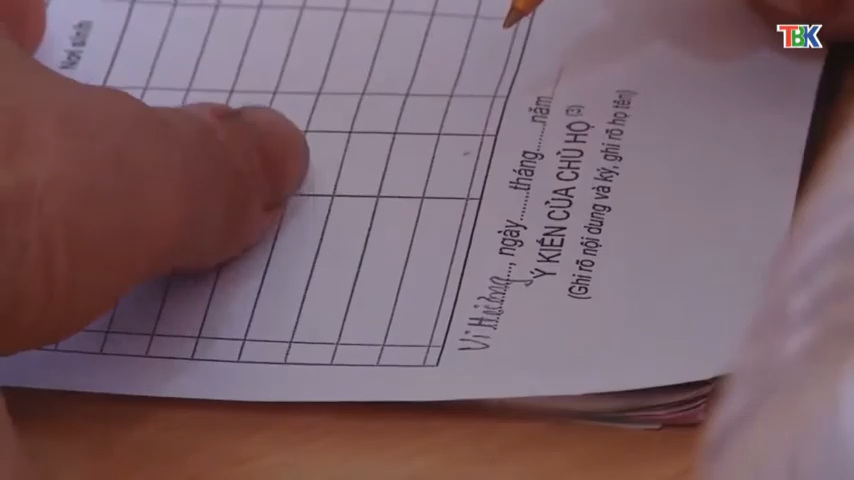 TBK
Nơi sinh
Vị Hường..., ngày.......tháng.......năm
Ý KIẾN CỦA CHỦ HỘ (3)
(Ghi rõ nội dung và ký, ghi rõ họ tên)